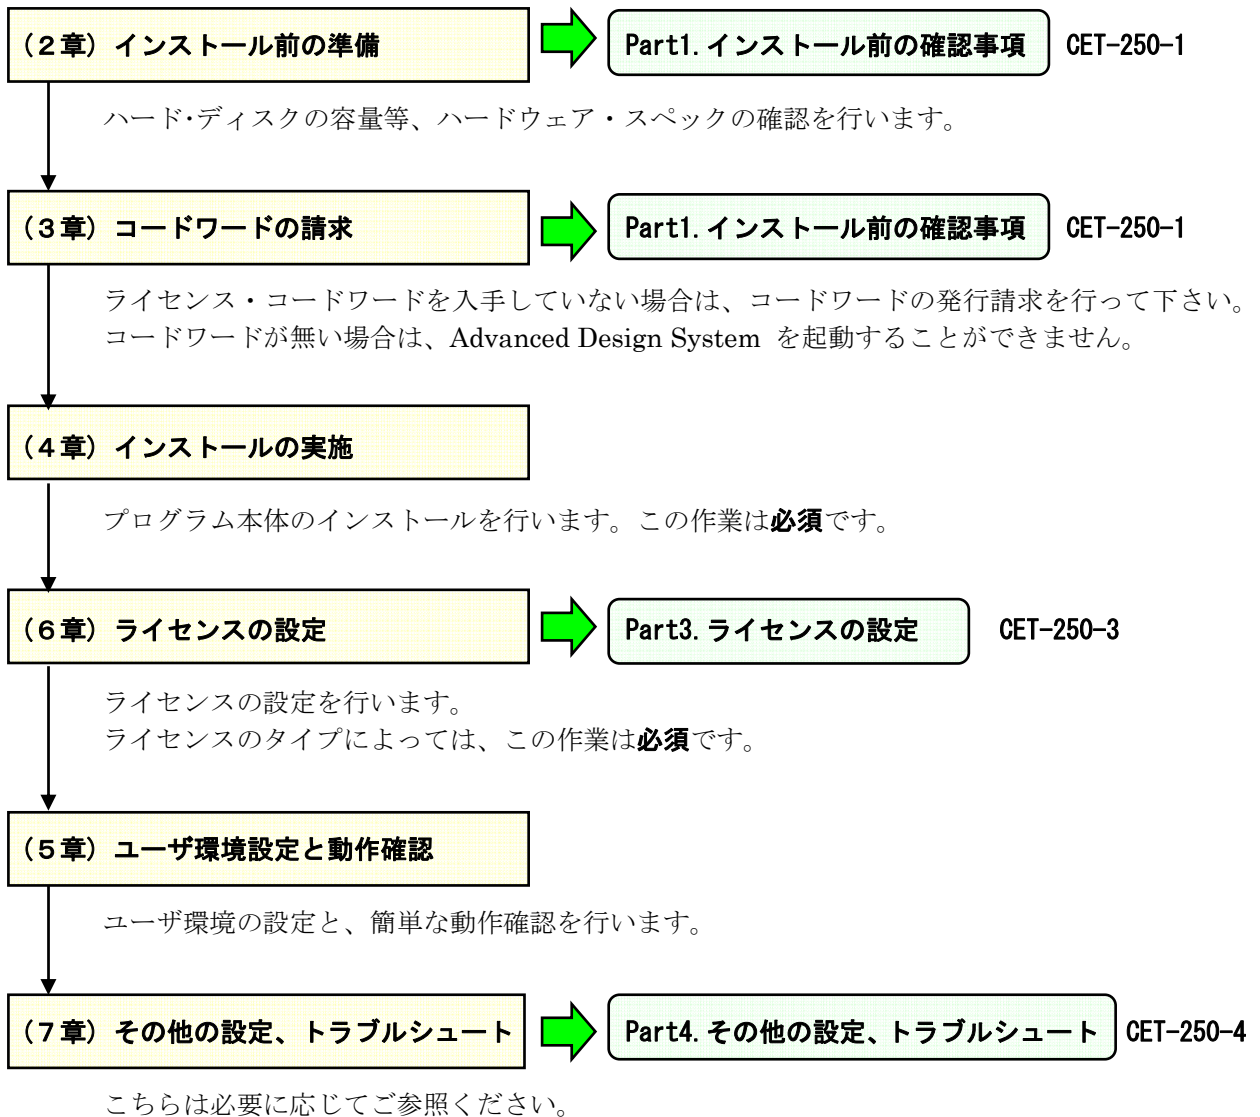 (２章) インストール前の準備 Part1.インストール前の確認事項 CET-250-1
ハード･ディスクの容量等、ハードウェア・スペックの確認を行います。
(３章) コードワードの請求 Part1.インストール前の確認事項 CET-250-1
ライセンス・コードワードを入手していない場合は、コードワードの発行請求を行って下さい。
コードワードが無い場合は、Advanced Design System を起動することができません。
(４章) インストールの実施
プログラム本体のインストールを行います。この作業は必須です。
(６章) ライセンスの設定 Part3.ライセンスの設定 CET-250-3
ライセンスの設定を行います。
ライセンスのタイプによっては、この作業は必須です。
(５章) ユーザ環境設定と動作確認
ユーザ環境の設定と、簡単な動作確認を行います。
(７章) その他の設定、トラブルシュート Part4.その他の設定、トラブルシュート CET-250-4
こちらは必要に応じてご参照ください。